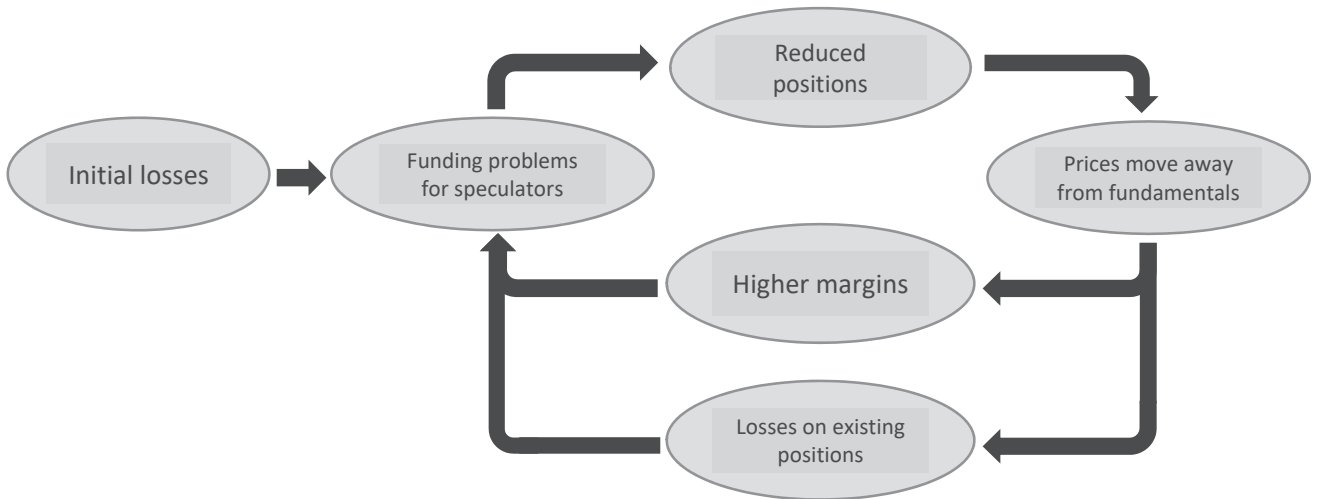 Initial losses
Funding problems
for speculators
Reduced
positions
Prices move away
from fundamentals
Higher margins
Losses on existing
positions